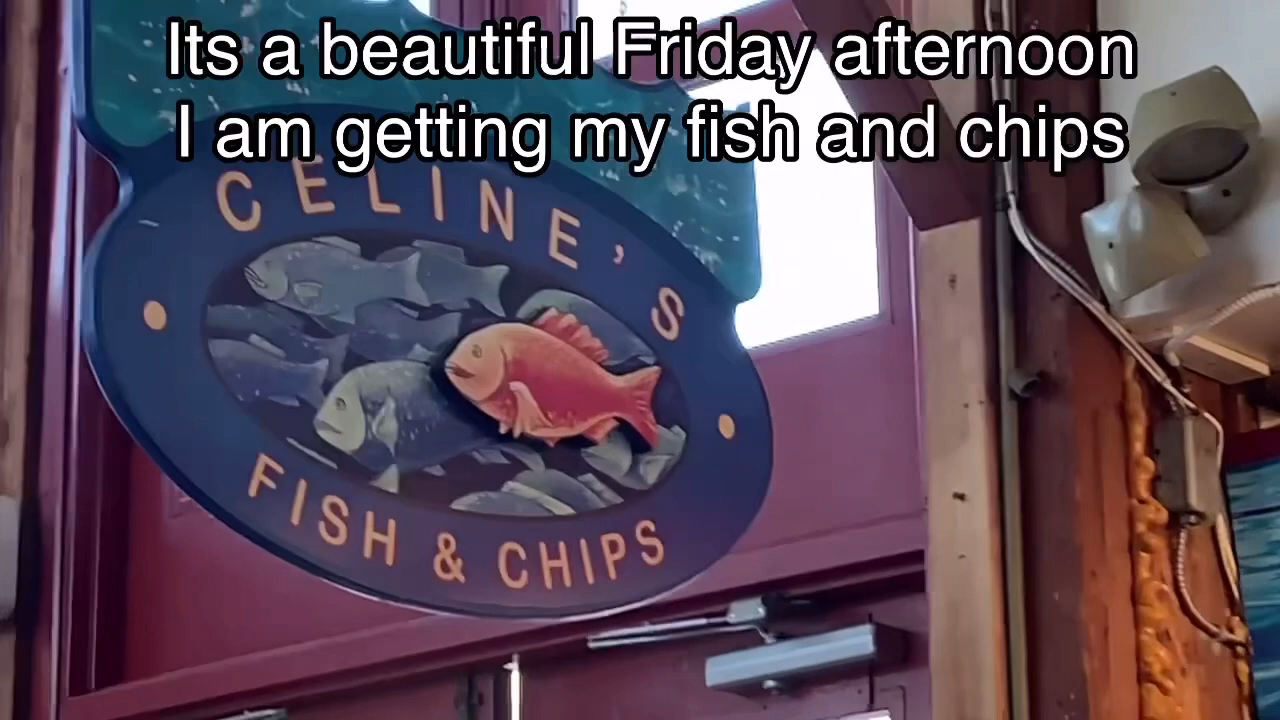 Its a beautiful Friday afternoon
I am getting my fish and chips
CELINE'S
FISH & CHIPS